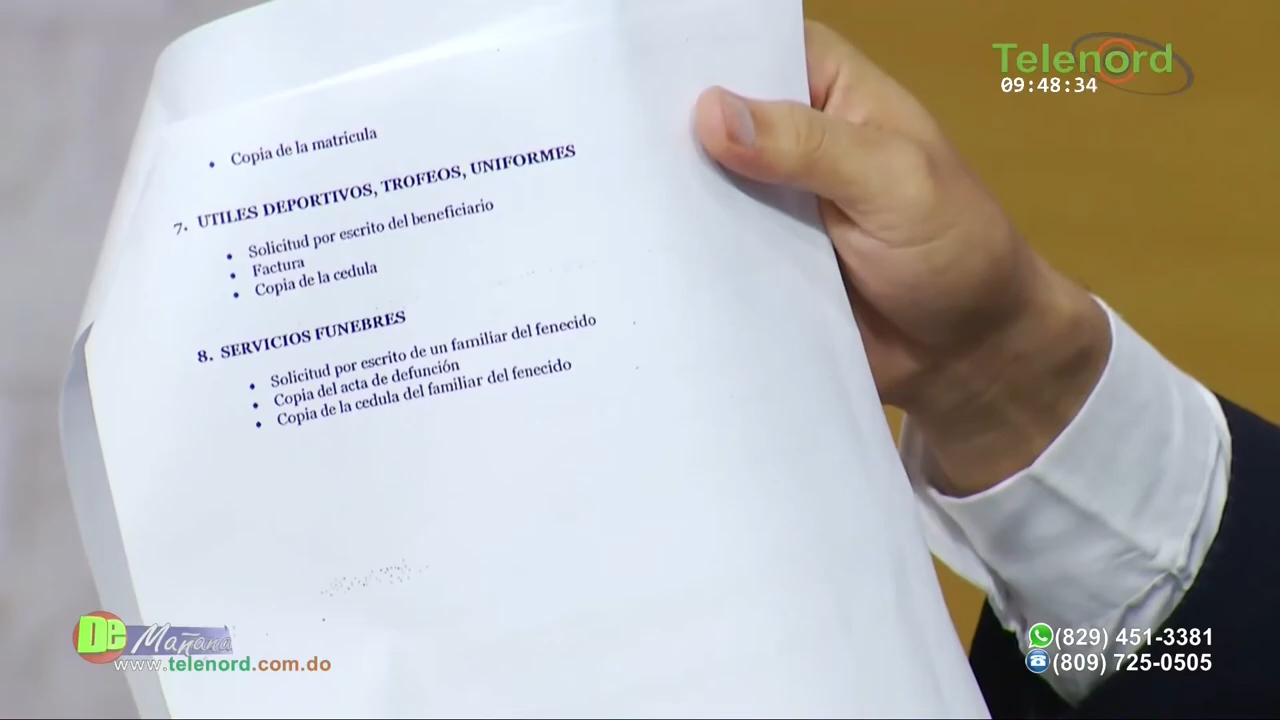 Telenord
09:48:34
• Copia de la matricula
7. UTILES DEPORTIVOS, TROFEOS, UNIFORMES
• Solicitud por escrito del beneficiario
• Factura
• Copia de la cedula
8. SERVICIOS FUNEBRES
• Solicitud por escrito de un familiar del fenecido
• Copia del acta de defunción
• Copia de la cedula del familiar del fenecido
De Mañana
www.telenord.com.do
(829) 451-3381
(809) 725-0505